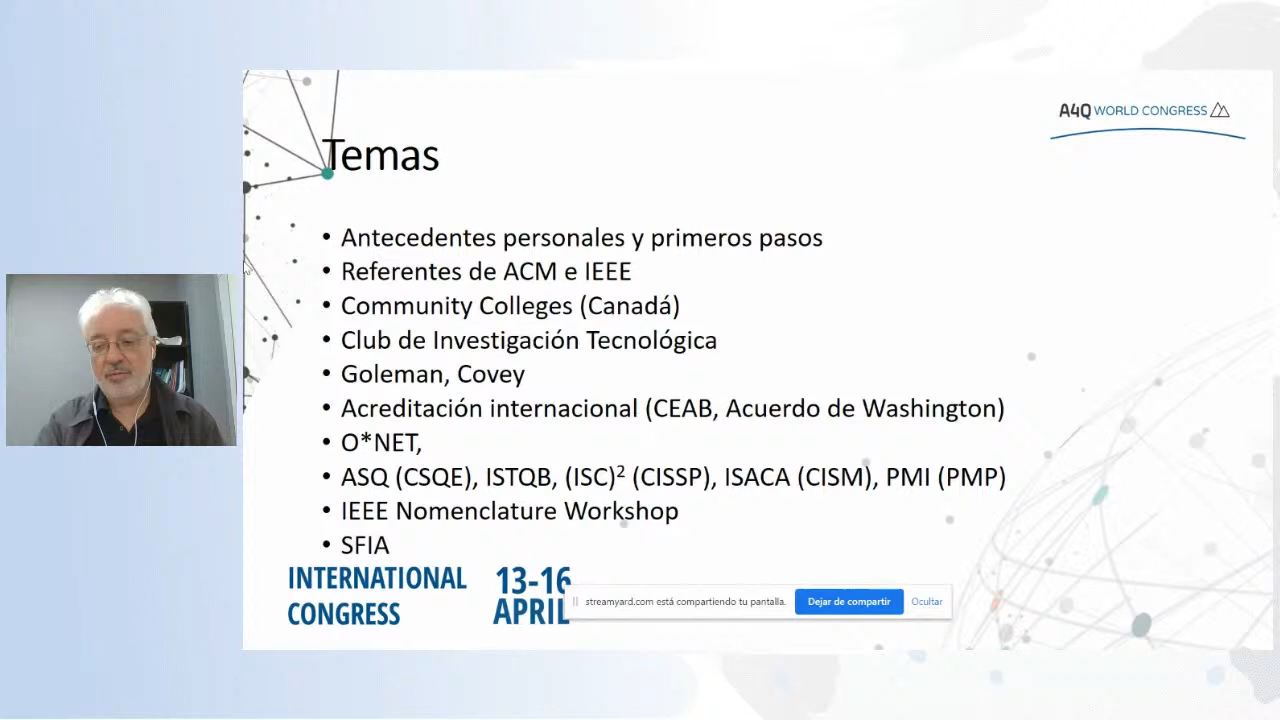 A4Q WORLD CONGRESS
Temas
• Antecedentes personales y primeros pasos
• Referentes de ACM e IEEE
• Community Colleges (Canadá)
• Club de Investigación Tecnológica
• Goleman, Covey
• Acreditación internacional (CEAB, Acuerdo de Washington)
• O*NET,
• ASQ (CSQE), ISTQB, (ISC)² (CISSP), ISACA (CISM), PMI (PMP)
• IEEE Nomenclature Workshop
• SFIA
INTERNATIONAL CONGRESS
13-16 APRIL
streamyard.com está compartiendo tu pantalla. Dejar de compartir Ocultar